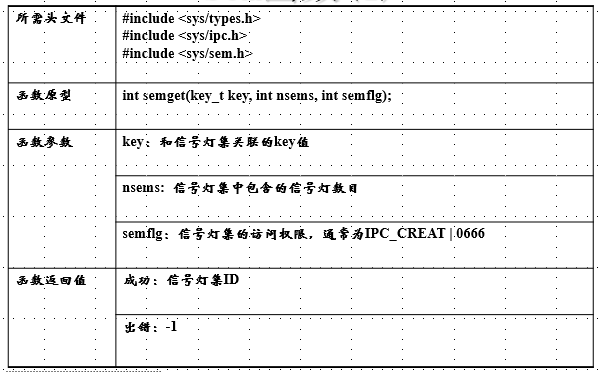 所需头文件
#include <sys/types.h>
#include <sys/ipc.h>
#include <sys/sem.h>
函数原型
int semget(key_t key, int nsems, int semflg);
函数参数
key：和信号灯集关联的key值
nsems: 信号灯集中包含的信号灯数目
semflg：信号灯集的访问权限，通常为IPC_CREAT | 0666
函数返回值
成功：信号灯集ID
出错：-1